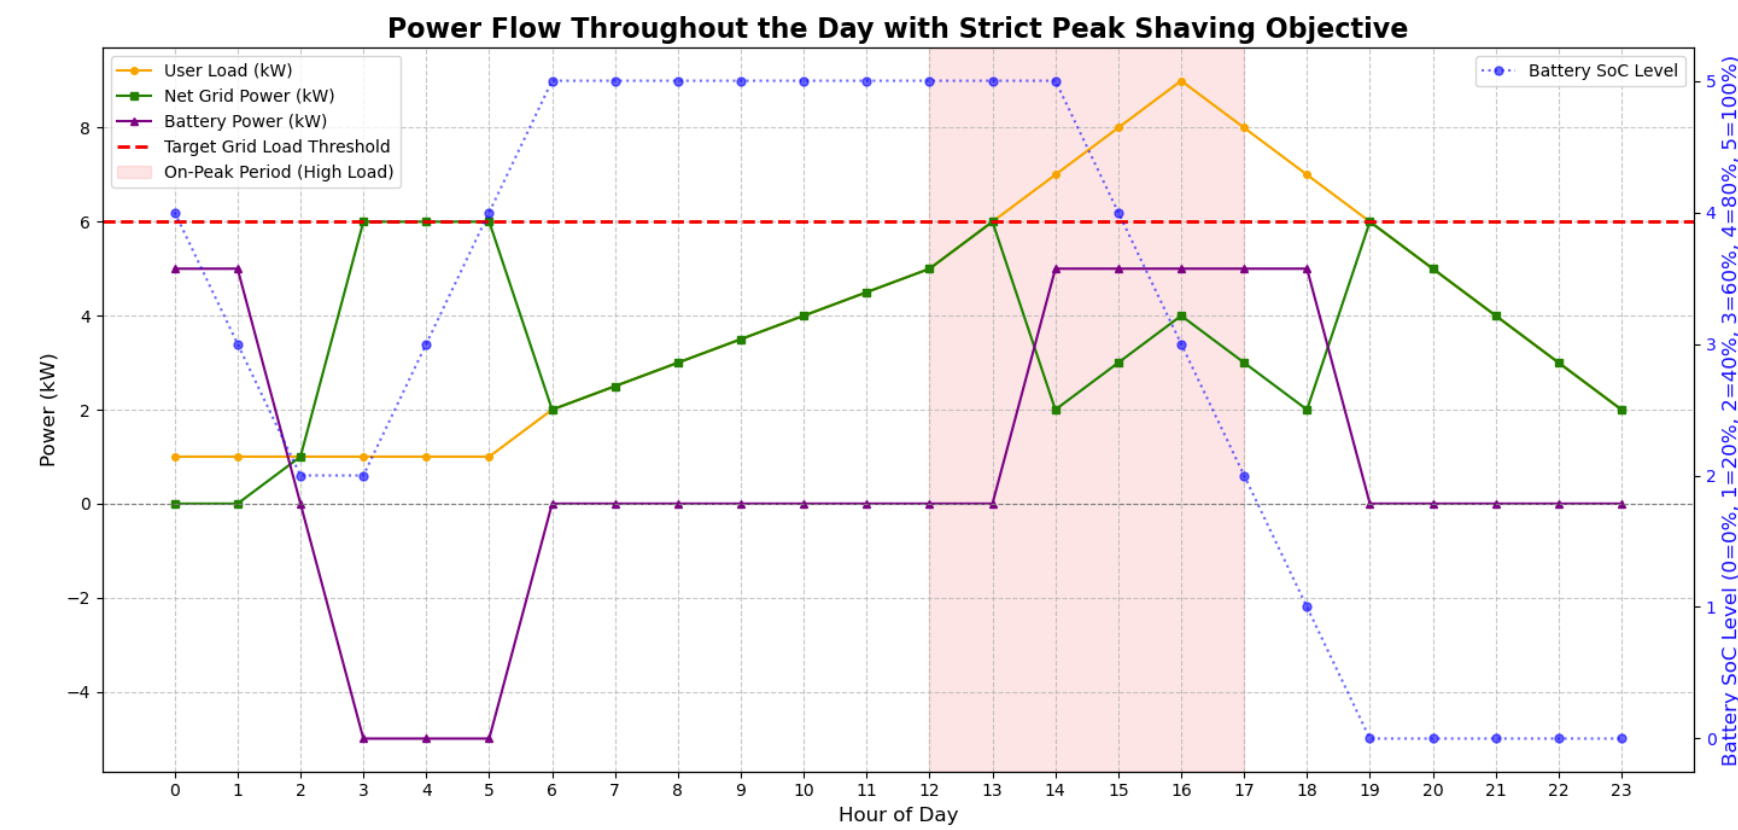 Power Flow Throughout the Day with Strict Peak Shaving Objective
User Load (kW)
Net Grid Power (kW)
Battery Power (kW)
Target Grid Load Threshold
On-Peak Period (High Load)
Battery SoC Level
Power (kW)
8
6
4
2
0
−2
−4
5
4
3
2
1
0
Battery SoC Level (0=0%, 1=20%, 2=40%, 3=60%, 4=80%, 5=100%)
0 1 2 3 4 5 6 7 8 9 10 11 12 13 14 15 16 17 18 19 20 21 22 23
Hour of Day